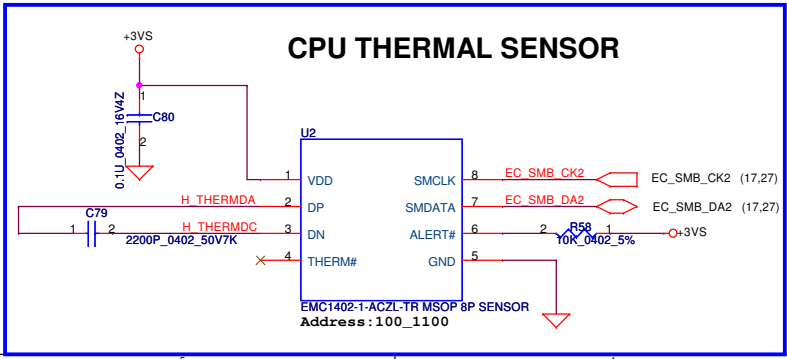 +3VS
CPU THERMAL SENSOR
1
C80
0.1U_0402_16V4Z
2
U2
1 VDD
SMCLK 8 EC_SMB_CK2
EC_SMB_CK2 (17,27)
H_THERMDA 2 DP
SMDATA 7 EC_SMB_DA2
EC_SMB_DA2 (17,27)
C79
1 2 H_THERMDC 3 DN
ALERT# 6 2 R58 1 +3VS
2200P_0402_50V7K
10K_0402_5%
4 THERM#
GND 5
EMC1402-1-ACZL-TR MSOP 8P SENSOR
Address:100_1100